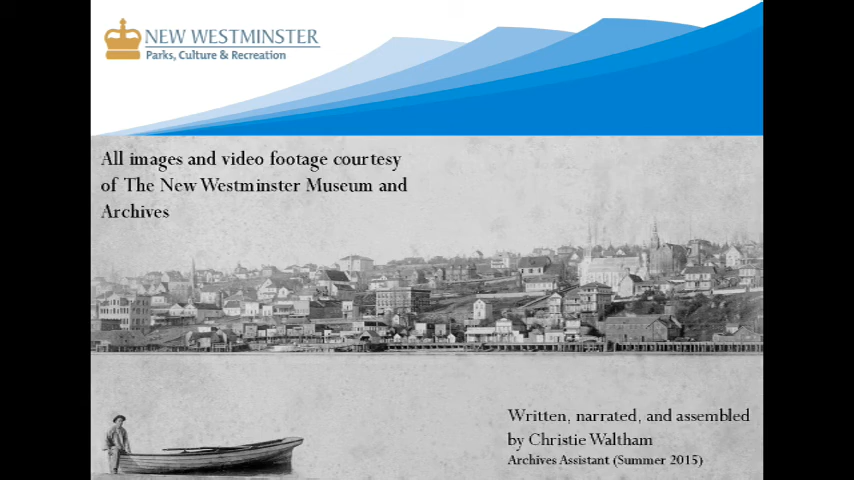 NEW WESTMINSTER
Parks, Culture & Recreation
All images and video footage courtesy
of The New Westminster Museum and
Archives
Written, narrated, and assembled
by Christie Waltham
Archives Assistant (Summer 2015)